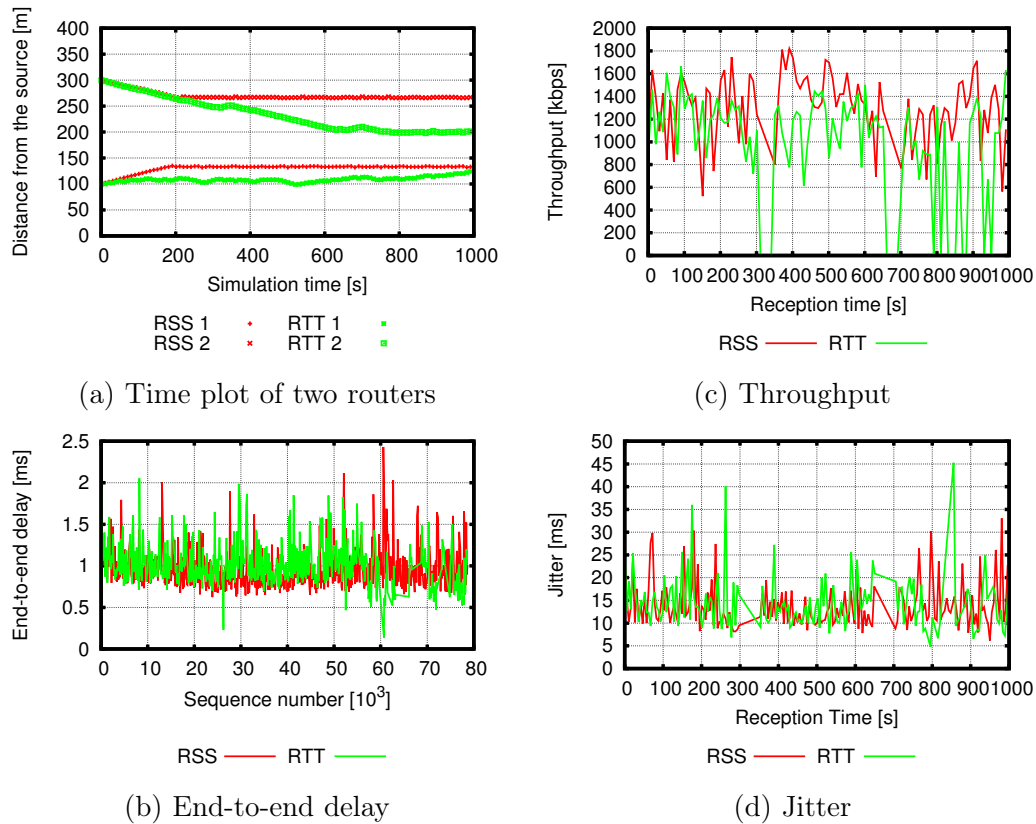 Distance from the source [m]
400
350
300
250
200
150
100
50
0
0 200 400 600 800 1000
Simulation time [s]
RSS 1 RTT 1
RSS 2 RTT 2
(a) Time plot of two routers
Throughput [kbps]
2000
1800
1600
1400
1200
1000
800
600
400
200
0
0 100 200 300 400 500 600 700 800 900 1000
Reception time [s]
RSS RTT
(c) Throughput
End-to-end delay [ms]
2.5
2
1.5
1
0.5
0
0 10 20 30 40 50 60 70 80
Sequence number [10³]
RSS RTT
(b) End-to-end delay
Jitter [ms]
50
45
40
35
30
25
20
15
10
5
0
0 100 200 300 400 500 600 700 800 900 1000
Reception Time [s]
RSS RTT
(d) Jitter